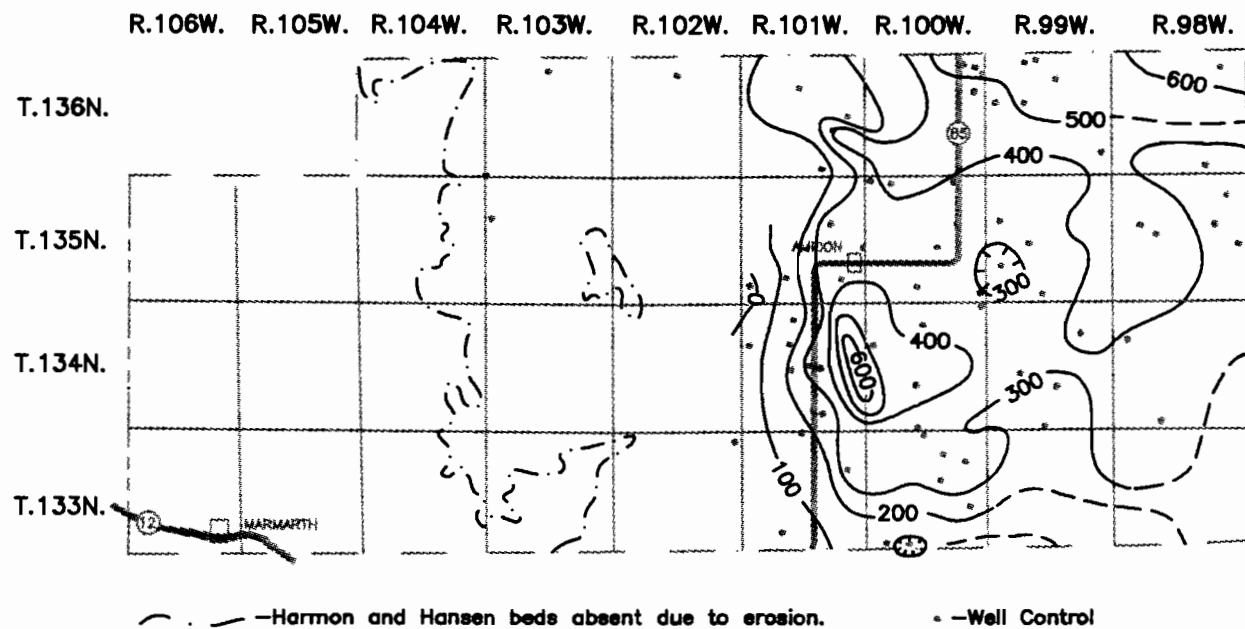 R.106W. R.105W. R.104W. R.103W. R.102W. R.101W. R.100W. R.99W. R.98W.
T.136N.
600
85
500
400
T.135N.
AMIDON
0
300
T.134N.
400
600
300
100
T.133N.
200
12
MARMARTH
—Harmon and Hansen beds absent due to erosion.
—Well Control